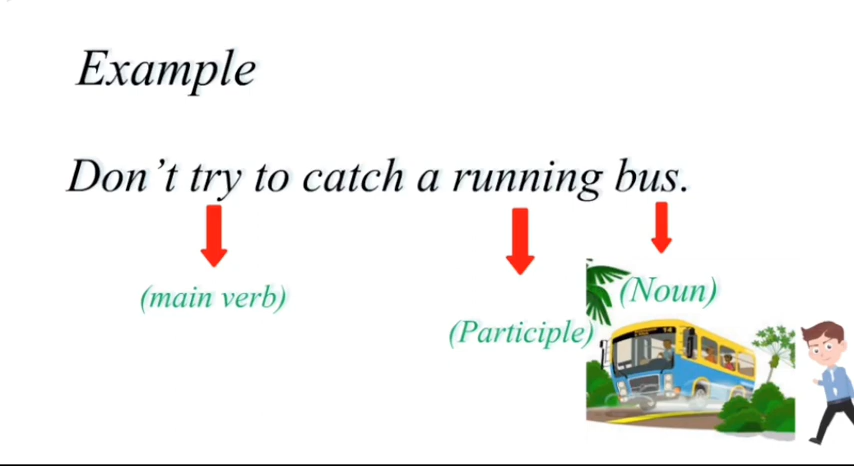 Example
Don't try to catch a running bus.
(main verb)
(Participle)
(Noun)